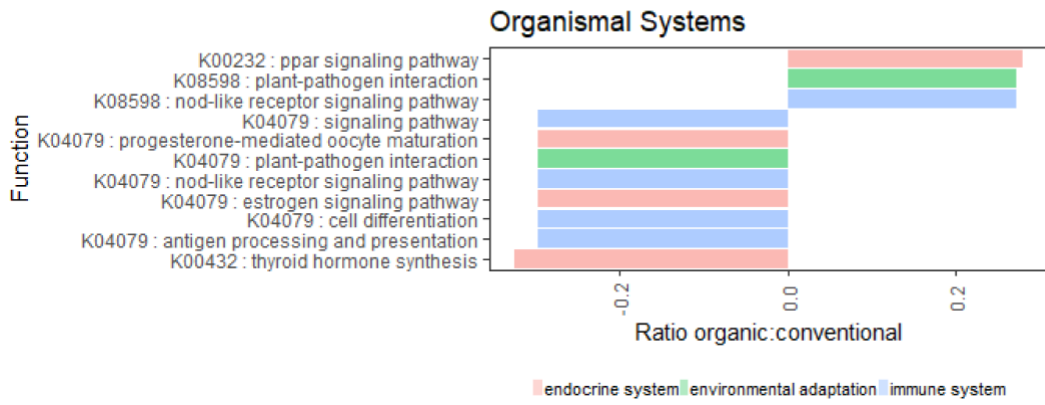 Organismal Systems
Function
K00232 : ppar signaling pathway
K08598 : plant-pathogen interaction
K08598 : nod-like receptor signaling pathway
K04079 : signaling pathway
K04079 : progesterone-mediated oocyte maturation
K04079 : plant-pathogen interaction
K04079 : nod-like receptor signaling pathway
K04079 : estrogen signaling pathway
K04079 : cell differentiation
K04079 : antigen processing and presentation
K00432 : thyroid hormone synthesis
-0.2 0.0 0.2
Ratio organic:conventional
endocrine system environmental adaptation immune system